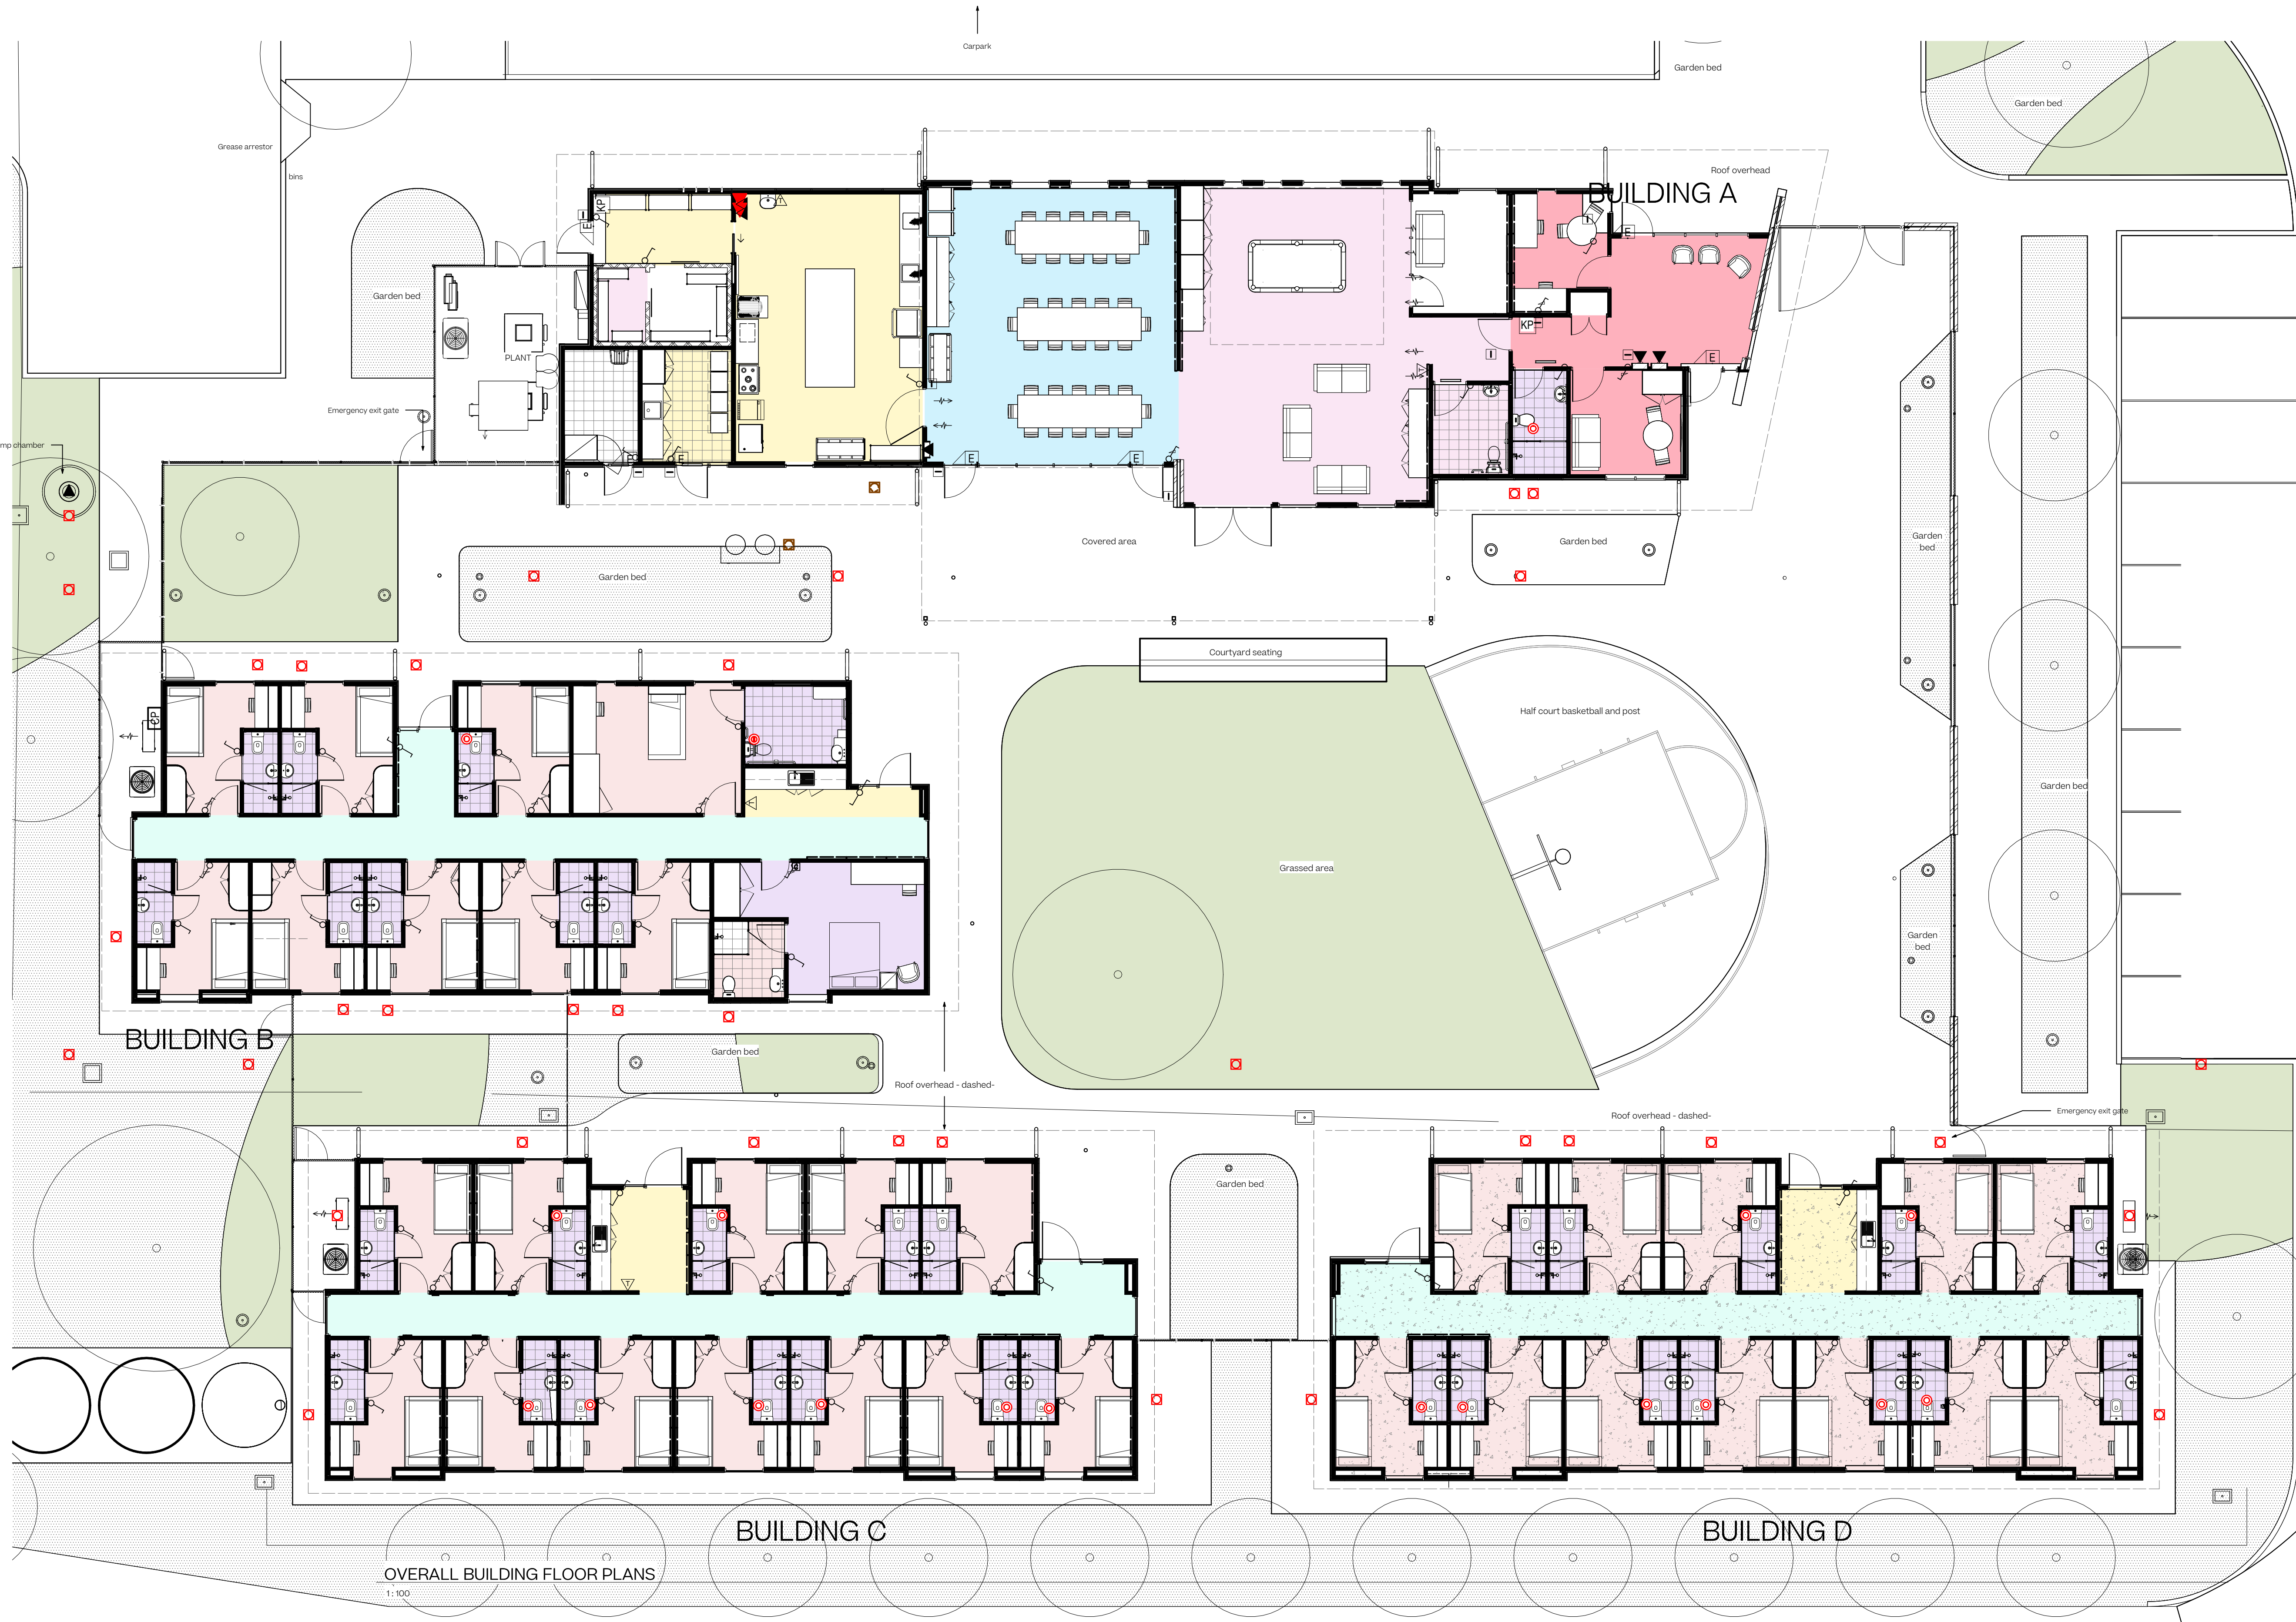 Carpark
Garden bed
Garden bed
Grease arrestor
bins
Roof overhead
BUILDING A
KP
E
E
Garden bed
PLANT
KP
E
Emergency exit gate
mp chamber
E
E
E
E
Covered area
Garden bed
Garden
bed
Garden bed
Courtyard seating
Half court basketball and post
Garden bed
Grassed area
Garden
bed
BUILDING B
Garden bed
Roof overhead - dashed-
Roof overhead - dashed-
Emergency exit gate
Garden bed
T
BUILDING C
BUILDING D
OVERALL BUILDING FLOOR PLANS
1 : 100